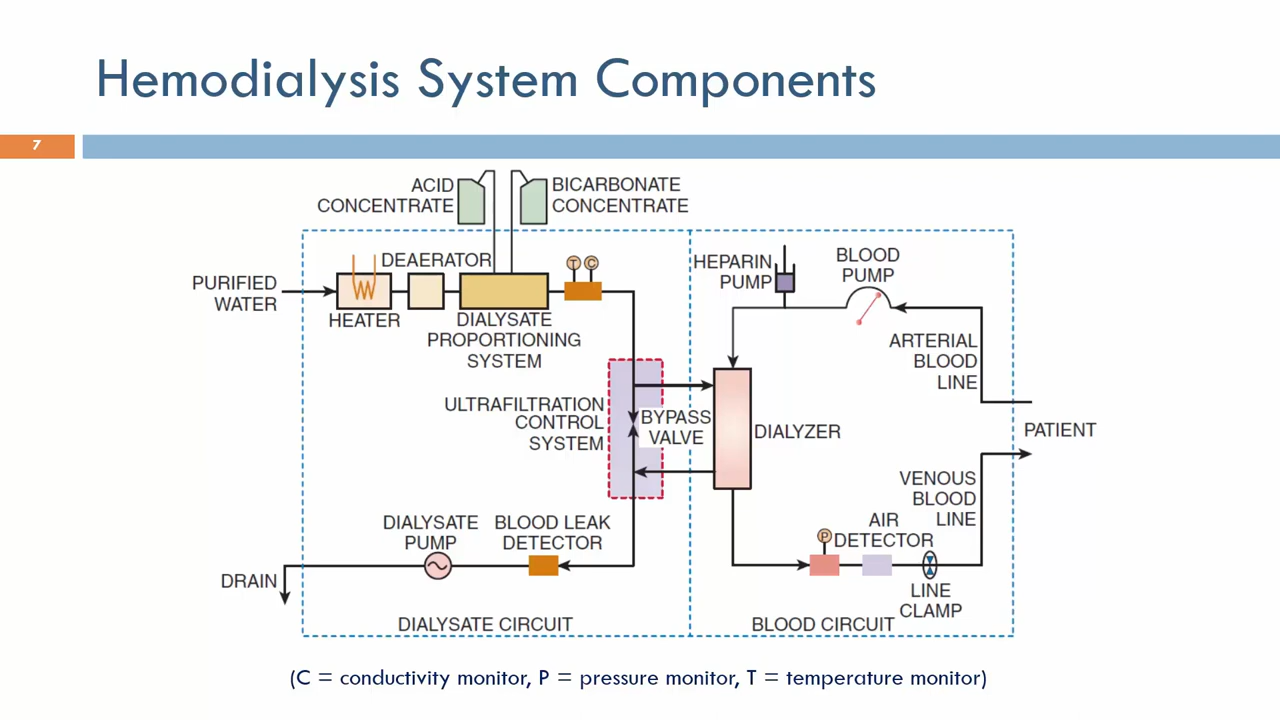 Hemodialysis System Components
7
ACID
CONCENTRATE
BICARBONATE
CONCENTRATE
PURIFIED
WATER
HEATER
DEAERATOR
DIALYSATE
PROPORTIONING
SYSTEM
T
C
HEPARIN
PUMP
BLOOD
PUMP
ARTERIAL
BLOOD
LINE
ULTRAFILTRATION
CONTROL
SYSTEM
BYPASS
VALVE
DIALYZER
PATIENT
VENOUS
BLOOD
LINE
DIALYSATE
PUMP
BLOOD LEAK
DETECTOR
P
AIR
DETECTOR
DRAIN
LINE
CLAMP
DIALYSATE CIRCUIT
BLOOD CIRCUIT
(C = conductivity monitor, P = pressure monitor, T = temperature monitor)